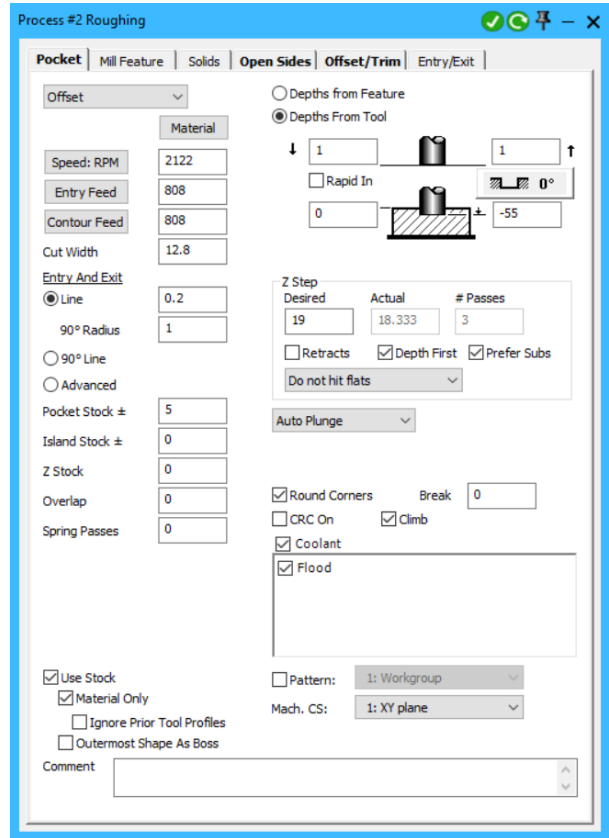 Process #2 Roughing
Pocket Mill Feature Solids Open Sides Offset/Trim Entry/Exit
Offset
Material
Speed: RPM 2122
Entry Feed 808
Contour Feed 808
Cut Width 12.8
Entry And Exit
Line 0.2
90° Radius 1
90° Line
Advanced
Pocket Stock ± 5
Island Stock ± 0
Z Stock 0
Overlap 0
Spring Passes 0
Depths from Feature
Depths From Tool
1 1
Rapid In
0°
0 -55
Z Step
Desired Actual # Passes
19 18.333 3
Retracts Depth First Prefer Subs
Do not hit flats
Auto Plunge
Round Corners Break 0
CRC On Climb
Coolant
Flood
Use Stock
Material Only
Ignore Prior Tool Profiles
Outermost Shape As Boss
Pattern: 1: Workgroup
Mach. CS: 1: XY plane
Comment